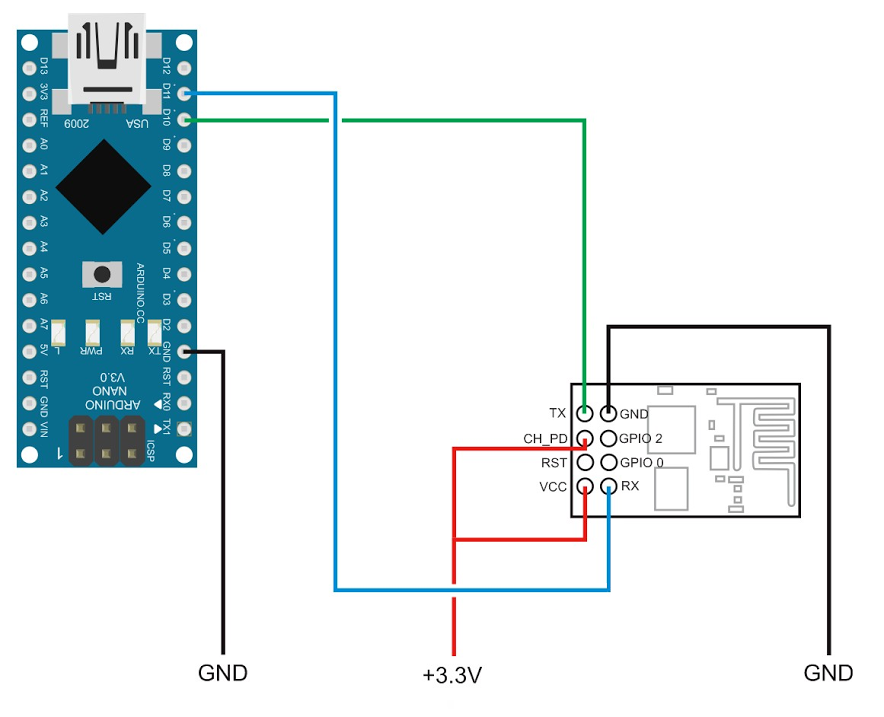 D13
3V3
REF
A0
A1
A2
A3
A4
A5
A6
A7
5V
RST
GND
VIN
D12
D11
D10
D9
D8
D7
D6
D5
D4
D3
D2
GND
RST
RX0
TX1
USA
2009
RST
ARDUINO.CC
TX
RX
PWR
L
ARDUINO
NANO
V3.0
ICSP
1
TX
GND
CH_PD
GPIO 2
RST
GPIO 0
VCC
RX
GND
+3.3V
GND